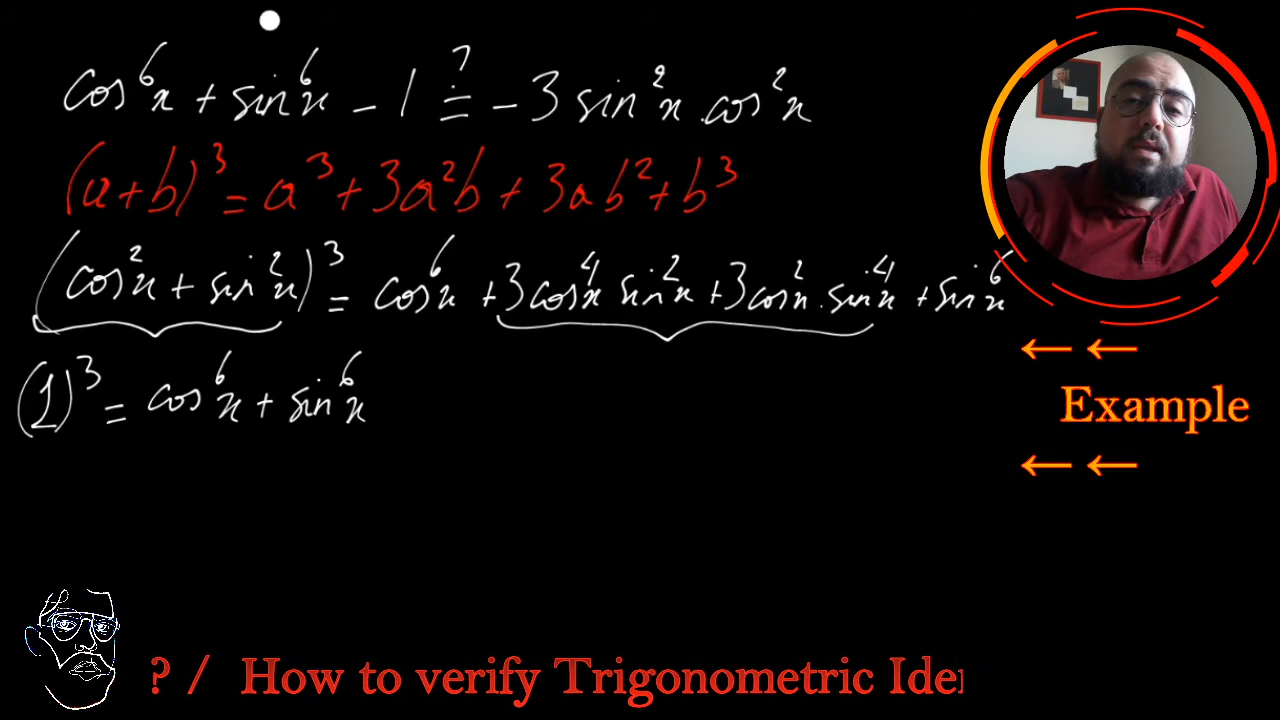 cos⁶x + sin⁶x - 1 ≟ - 3 sin²x . cos²x
(a+b)³ = a³ + 3a²b + 3ab² + b³
(cos²x + sin²x)³ = cos⁶x + 3cos⁴x sin²x + 3cos²x . sin⁴x + sin⁶x
(1)³ = cos⁶x + sin⁶x
← ←
Example
← ←
? / How to verify Trigonometric Ide